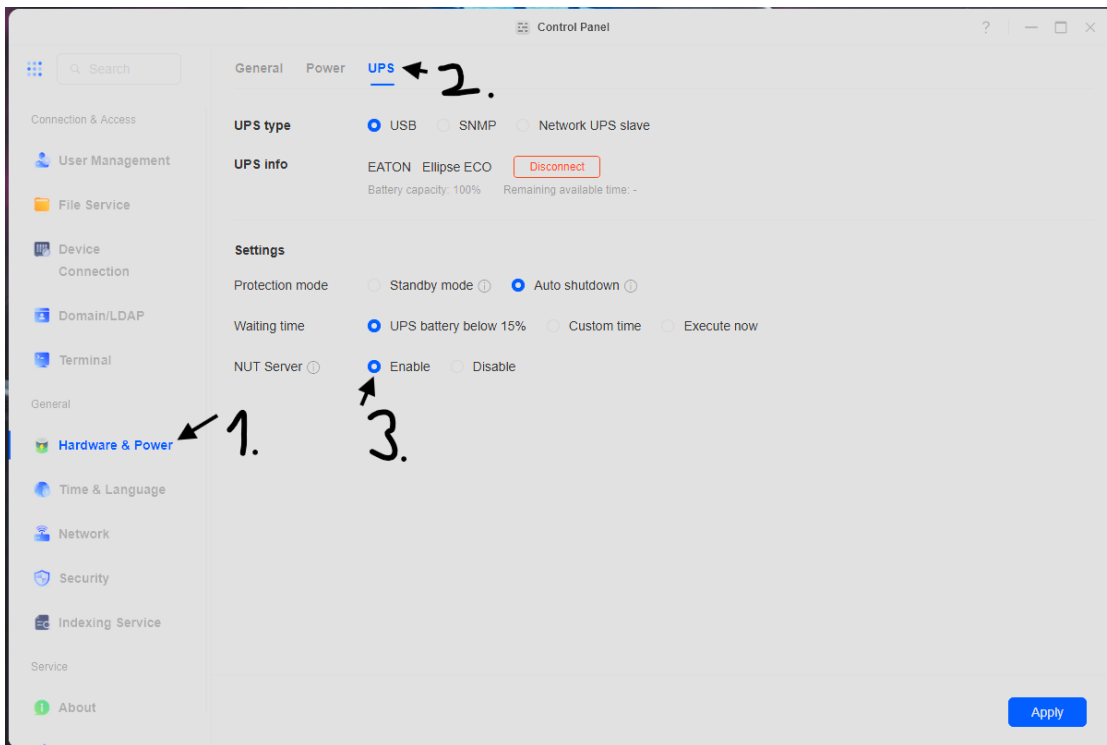 Control Panel
?
Search
Connection & Access
User Management
File Service
Device
Connection
Domain/LDAP
Terminal
General
Hardware & Power
1.
Time & Language
Network
Security
Indexing Service
Service
About
General Power UPS
2.
UPS type USB SNMP Network UPS slave
UPS info EATON Ellipse ECO Disconnect
Battery capacity: 100% Remaining available time: -
Settings
Protection mode Standby mode Auto shutdown
Waiting time UPS battery below 15% Custom time Execute now
NUT Server Enable Disable
3.
Apply